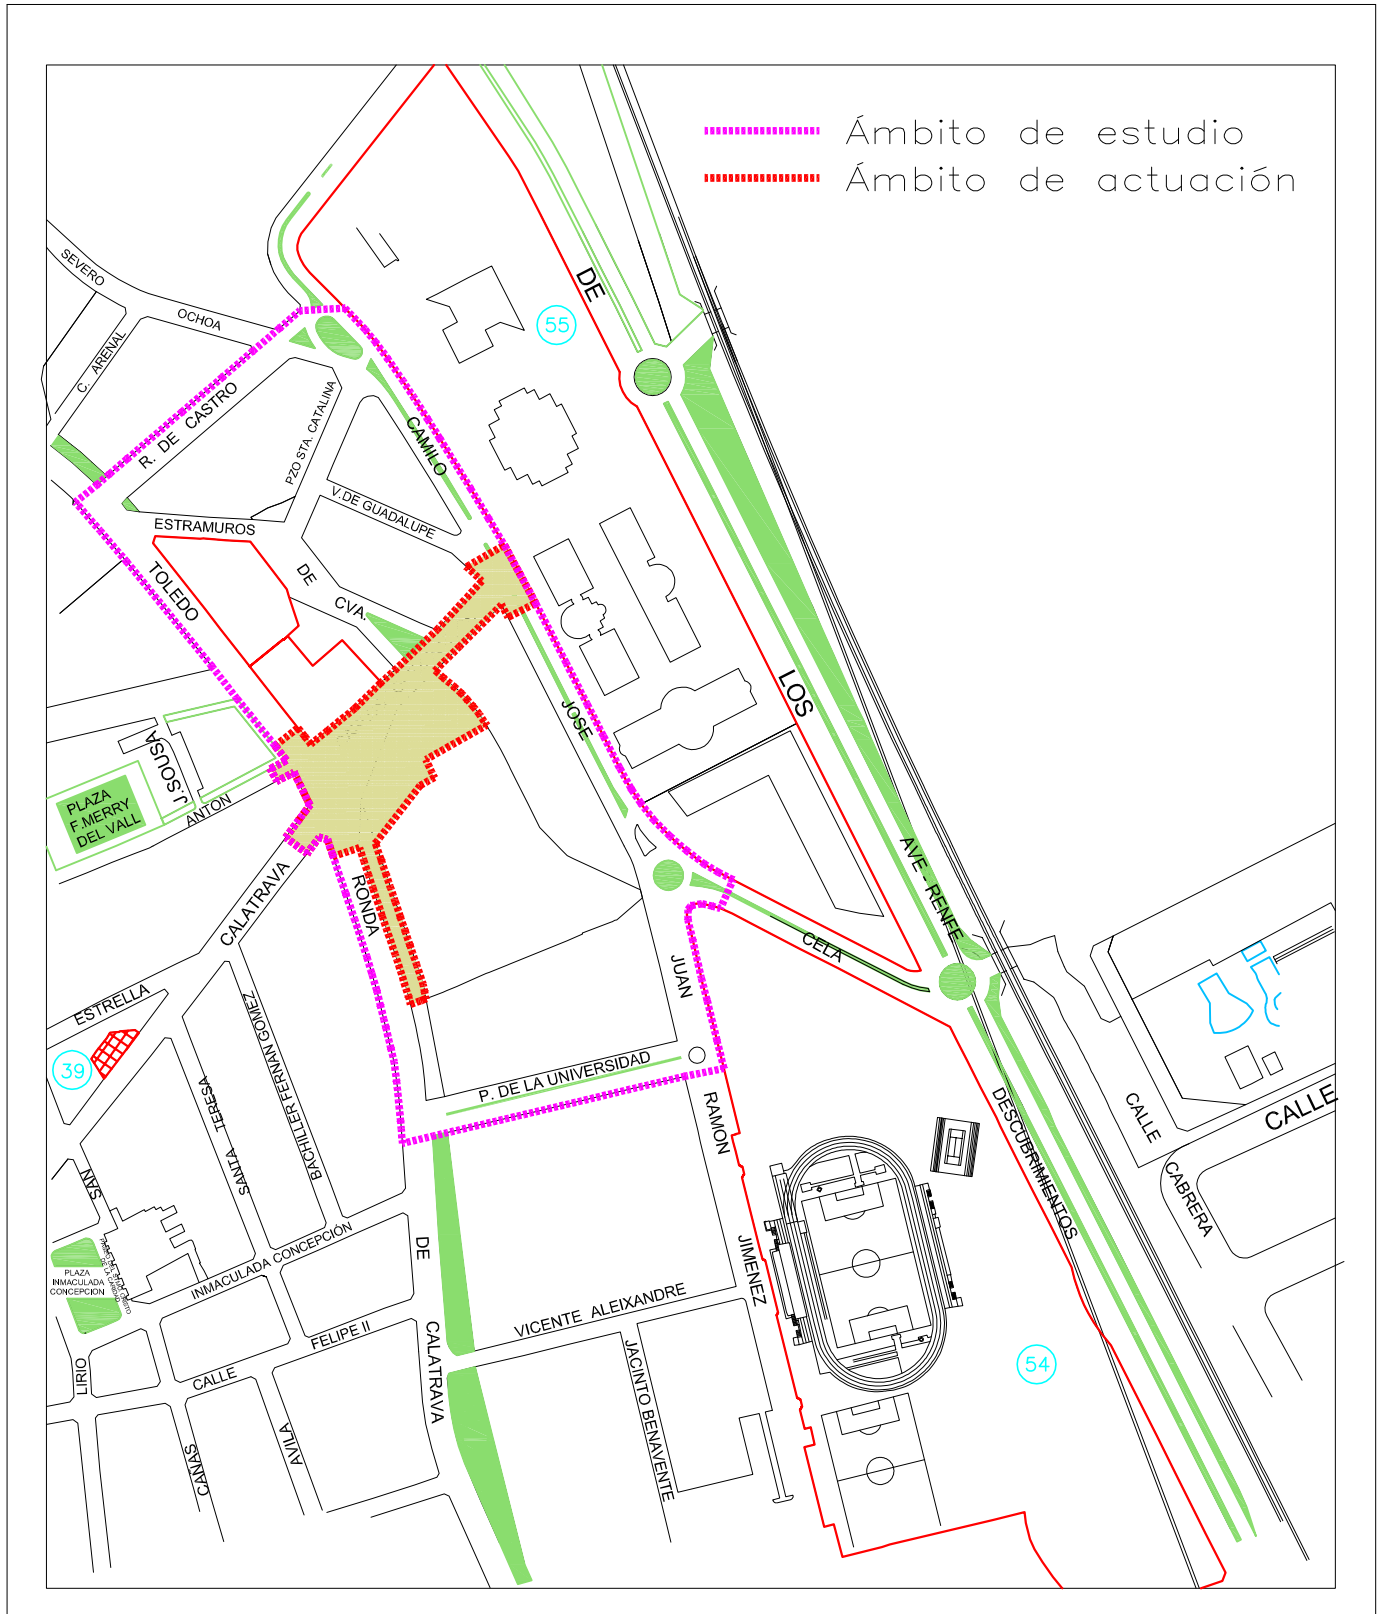 Ámbito de estudio
Ámbito de actuación
SEVERO
OCHOA
C. ARENAL
R. DE CASTRO
PZO STA. CATALINA
CAMILO
V.DE GUADALUPE
ESTRAMUROS
DE
CVA.
TOLEDO
DE
55
LOS
JOSE
J.SOUSA
PLAZA
F.MERRY
DEL VALL
ANTON
CALATRAVA
RONDA
AVE - RENFE
CELA
JUAN
ESTRELLA
39
P. DE LA UNIVERSIDAD
RAMON
JIMENEZ
DESCUBRIMIENTOS
CALLE
CALLE
CABRERA
BACHILLER FERNAN GOMEZ
TERESA
SANTA
SAN
PLAZA
INMACULADA
CONCEPCION
INMACULADA CONCEPCIÓN
DE
CALATRAVA
VICENTE ALEIXANDRE
JACINTO BENAVENTE
FELIPE II
CALLE
LIRIO
CAÑAS
AVILA
54